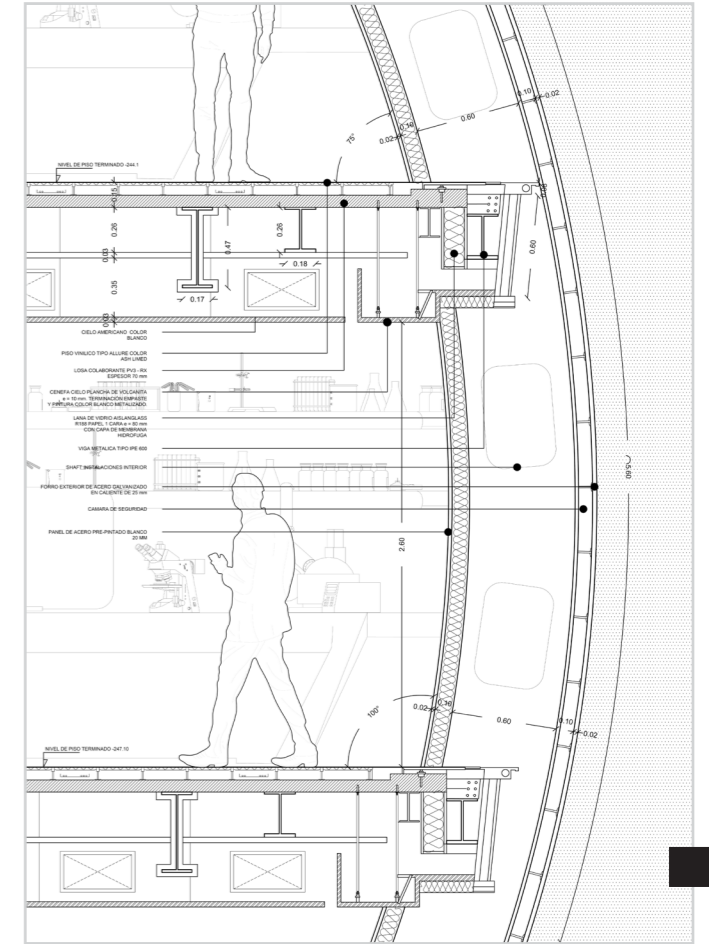 0.10
0.02
0.60
0.10
0.02
75°
NIVEL DE PISO TERMINADO -244.1
0.15
0.26
0.03
0.35
0.03
0.47
0.17
0.26
0.18
0.60
CIELO AMERICANO COLOR
BLANCO
PISO VINILICO TIPO ALLURE COLOR
ASH LIMED
LOSA COLABORANTE PV3 - RX
ESPESOR 70 mm
CENEFA CIELO PLANCHA DE VOLCANITA
e = 10 mm, TERMINACION EMPASTE
Y PINTURA COLOR BLANCO METALIZADO
LANA DE VIDRIO AISLANGLASS
R188 PAPEL 1 CARA e = 80 mm
CON CAPA DE MEMBRANA
HIDROFUGA
VIGA METALICA TIPO IPE 600
SHAFT INSTALACIONES INTERIOR
FORRO EXTERIOR DE ACERO GALVANIZADO
EN CALIENTE DE 20 mm
CAMARA DE SEGURIDAD
PANEL DE ACERO PRE-PINTADO BLANCO
20 MM
2.60
5.60
100°
0.02
0.10
0.60
0.10
0.02
NIVEL DE PISO TERMINADO -247.10